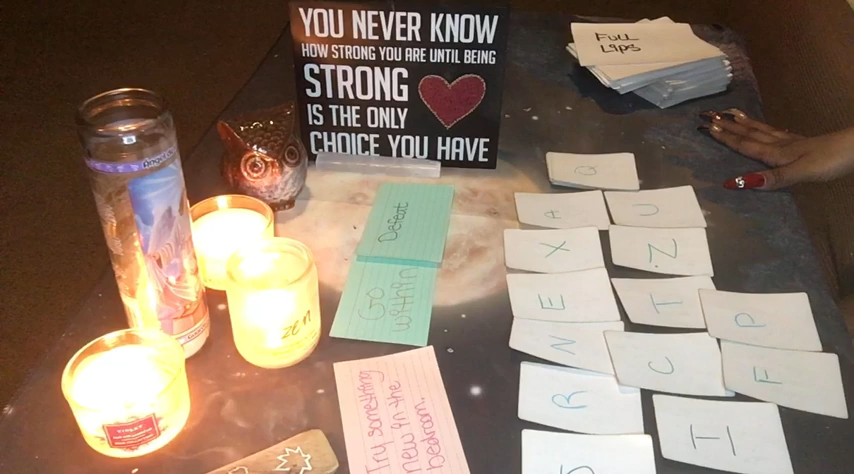 YOU NEVER KNOW
HOW STRONG YOU ARE UNTIL BEING
STRONG
IS THE ONLY
CHOICE YOU HAVE
FULL
LIPS
Defeat
Go
within
Try something
new in the
bedroom.
Q
A U
X Z
E T P
N C F
R I
ZEN
VIOLET